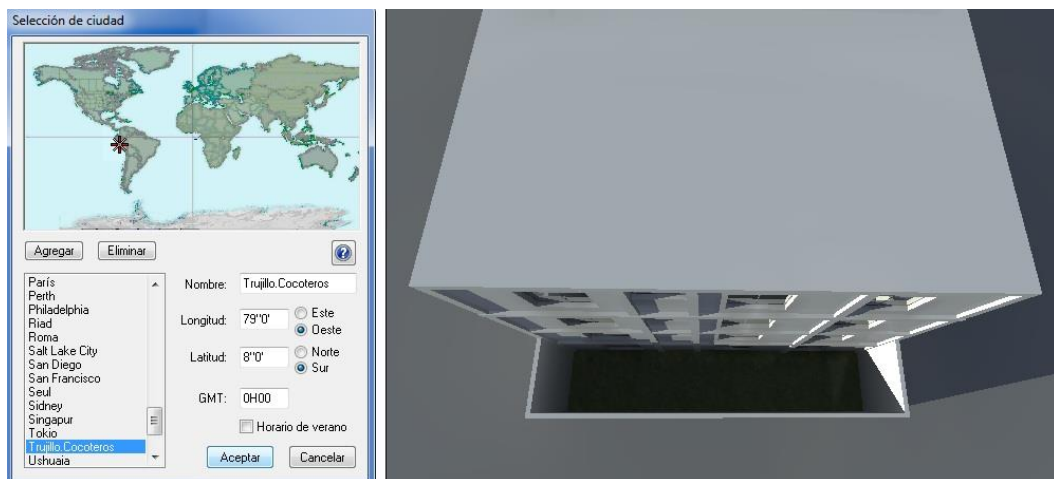 Selección de ciudad
Agregar
Eliminar
París
Perth
Philadelphia
Riad
Roma
Salt Lake City
San Diego
San Francisco
Seul
Sidney
Singapur
Tokio
Trujillo.Cocoteros
Ushuaia
Nombre: Trujillo.Cocoteros
Longitud: 79"0' Este
Oeste
Latitud: 8"0' Norte
Sur
GMT: 0H00
Horario de verano
Aceptar
Cancelar